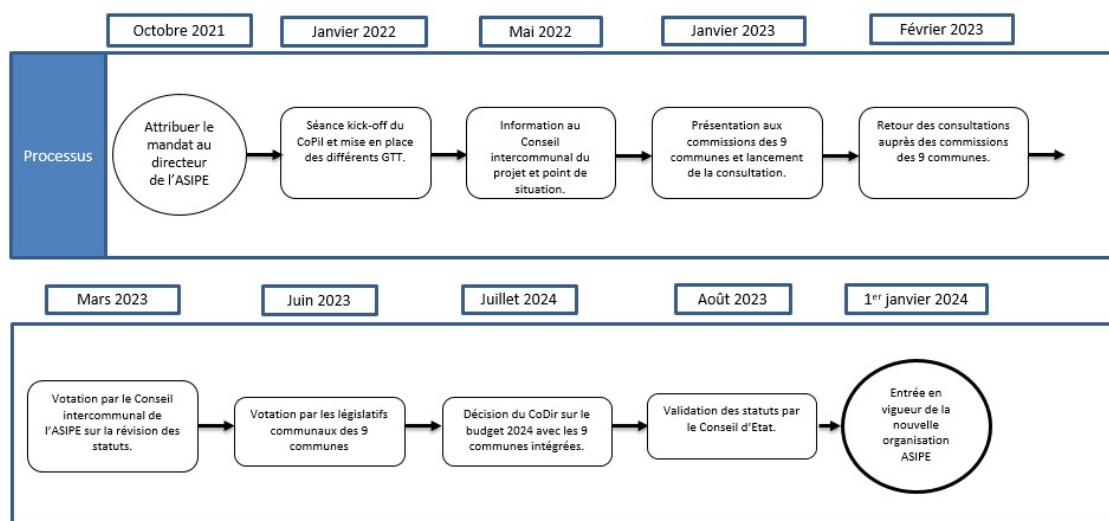 Octobre 2021
Janvier 2022
Mai 2022
Janvier 2023
Février 2023
Processus
Attribuer le
mandat au
directeur
de l'ASIPE
Séance kick-off du
CoPil et mise en place
des différents GTT.
Information au
Conseil
intercommunal du
projet et point de
situation.
Présentation aux
commissions des 9
communes et lancement
de la consultation.
Retour des consultations
auprès des commissions
des 9 communes.
Mars 2023
Juin 2023
Juillet 2024
Août 2023
1er janvier 2024
Votation par le Conseil
intercommunal de
l'ASIPE sur la révision des
statuts.
Votation par les législatifs
communaux des 9
communes
Décision du CoDir sur le
budget 2024 avec les 9
communes intégrées.
Validation des statuts par
le Conseil d'Etat.
Entrée en
vigueur de la
nouvelle
organisation
ASIPE